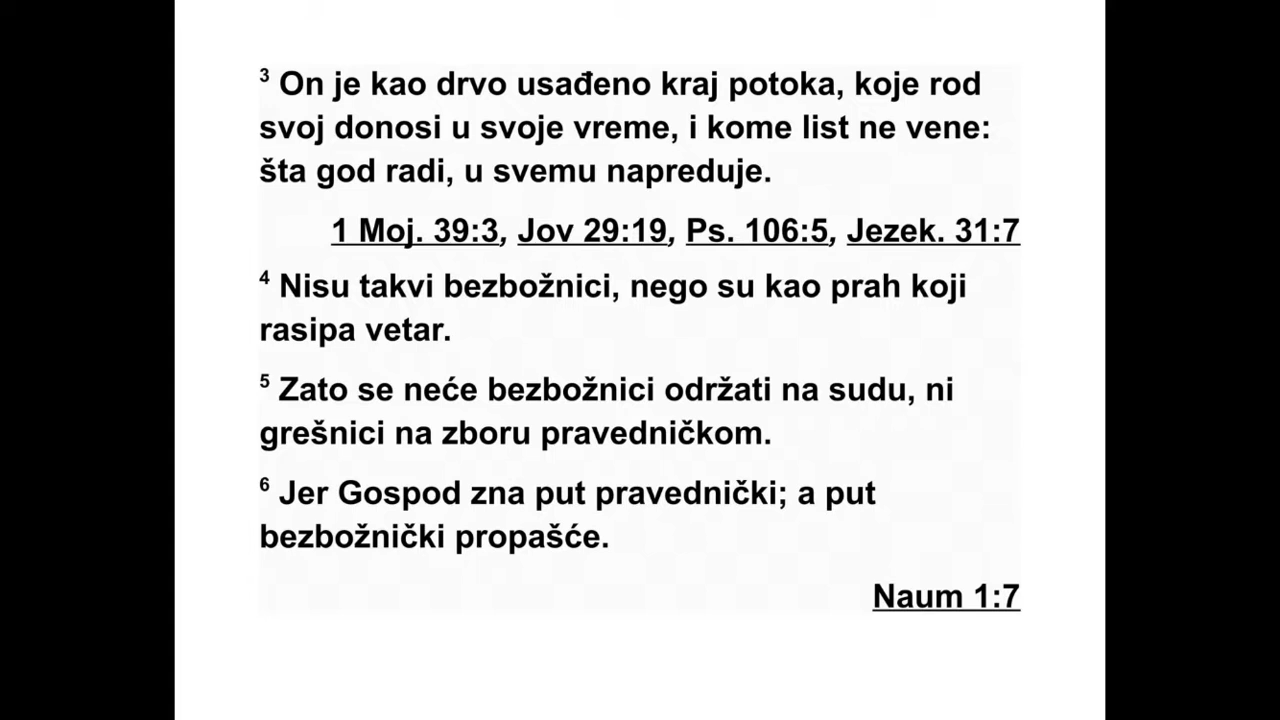 3 On je kao drvo usađeno kraj potoka, koje rod
svoj donosi u svoje vreme, i kome list ne vene:
šta god radi, u svemu napreduje.
1 Moj. 39:3, Jov 29:19, Ps. 106:5, Jezek. 31:7
4 Nisu takvi bezbožnici, nego su kao prah koji
rasipa vetar.
5 Zato se neće bezbožnici održati na sudu, ni
grešnici na zboru pravedničkom.
6 Jer Gospod zna put pravednički; a put
bezbožnički propašće.
Naum 1:7